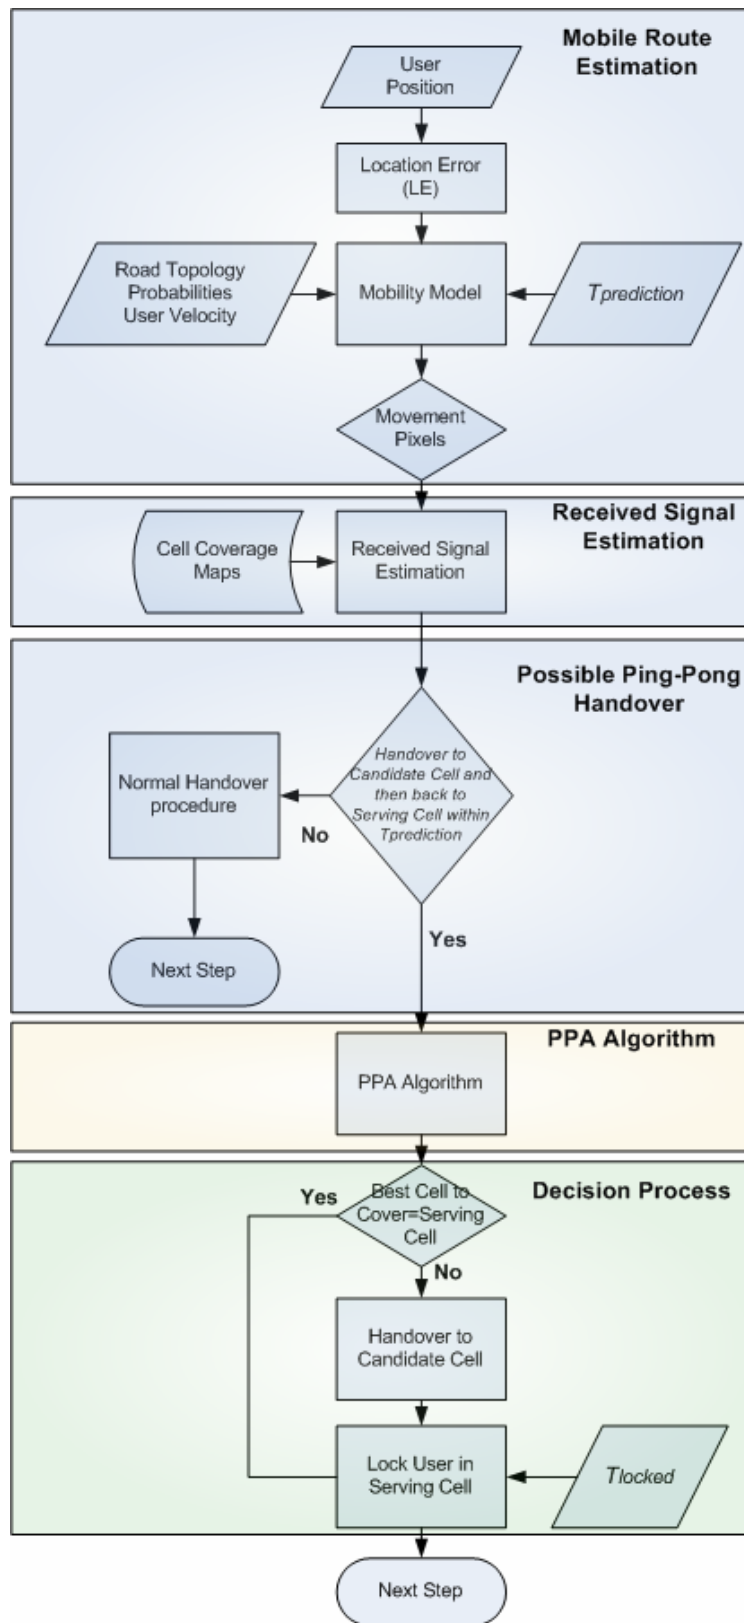 Mobile Route
Estimation
User
Position
Location Error
(LE)
Road Topology
Probabilities
User Velocity
Mobility Model
Tprediction
Movement
Pixels
Received Signal
Estimation
Cell Coverage
Maps
Received Signal
Estimation
Possible Ping-Pong
Handover
Handover to
Candidate Cell and
then back to
Serving Cell within
Tprediction
Normal Handover
procedure
No
Yes
Next Step
PPA Algorithm
PPA Algorithm
Decision Process
Yes
Best Cell to
Cover=Serving
Cell
No
Handover to
Candidate Cell
Lock User in
Serving Cell
Tlocked
Next Step